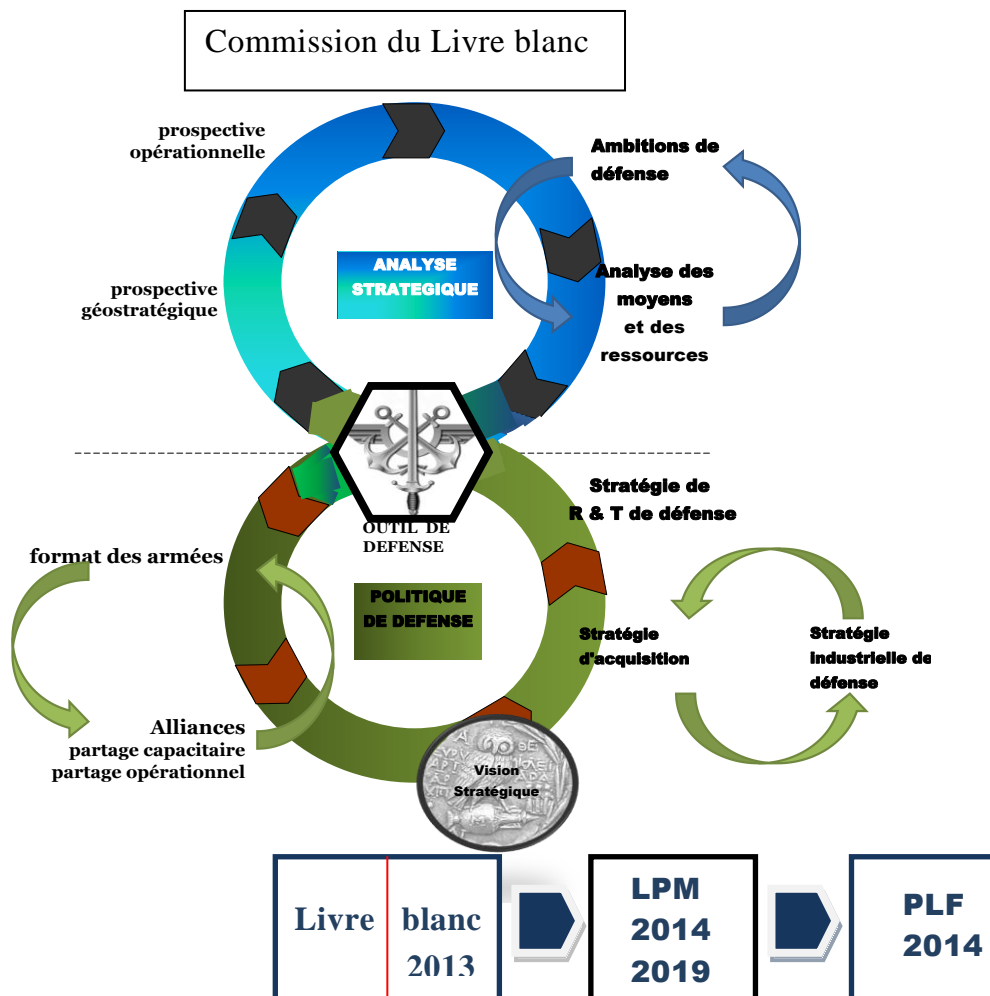 Commission du Livre blanc
prospective
opérationnelle
Ambitions de
défense
ANALYSE
STRATEGIQUE
Analyse des
moyens
et des
ressources
prospective
géostratégique
Stratégie de
R & T de défense
OUTIL DE
DEFENSE
format des armées
POLITIQUE
DE DEFENSE
Stratégie
d'acquisition
Stratégie
industrielle de
défense
Alliances
partage capacitaire
partage opérationnel
Vision
Stratégique
Livre blanc
2013
LPM
2014
2019
PLF
2014